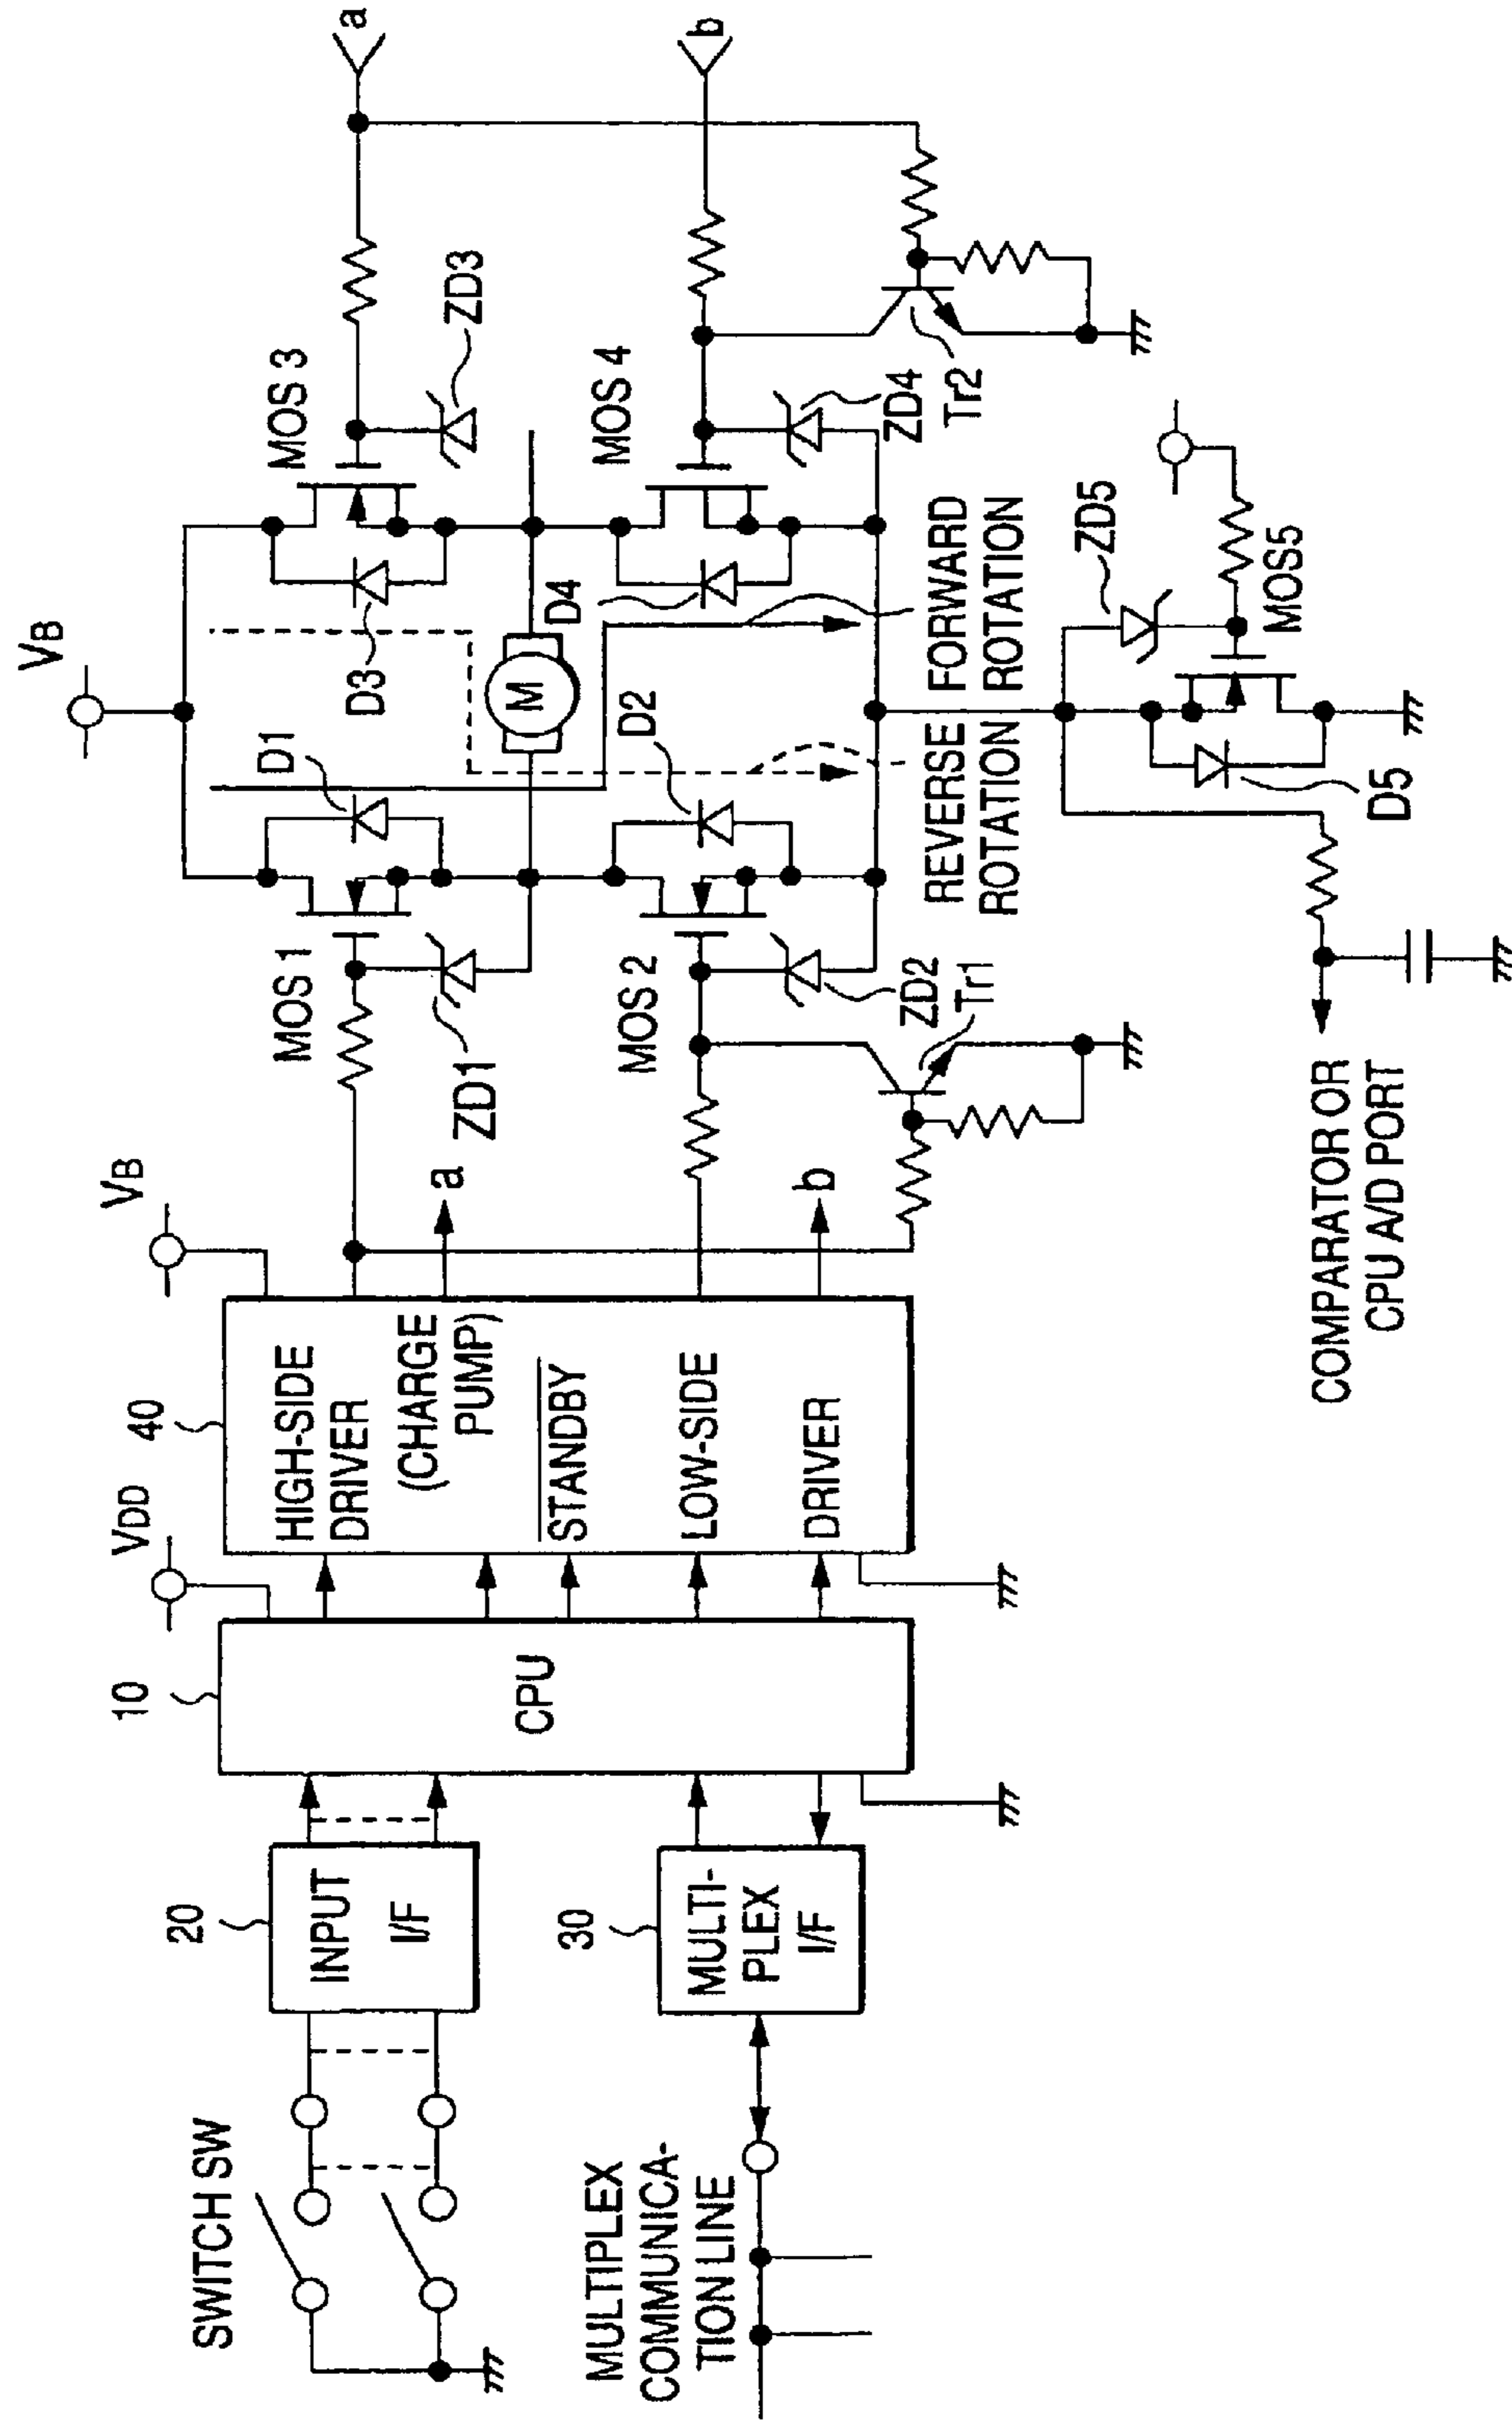 SWITCH SW
20
INPUT
I/F
MULTIPLEX
COMMUNICA-
TION LINE
30
MULTI-
PLEX
I/F
10
CPU
VDD
40
HIGH-SIDE
DRIVER
(CHARGE
PUMP)
STANDBY
LOW-SIDE
DRIVER
VB
a
b
MOS 1
ZD1
MOS 2
ZD2
Tr1
D1
D2
VB
M
D3
D4
MOS 3
ZD3
MOS 4
ZD4
Tr2
a
b
REVERSE
ROTATION
FORWARD
ROTATION
ZD5
MOS5
D5
COMPARATOR OR
CPU A/D PORT